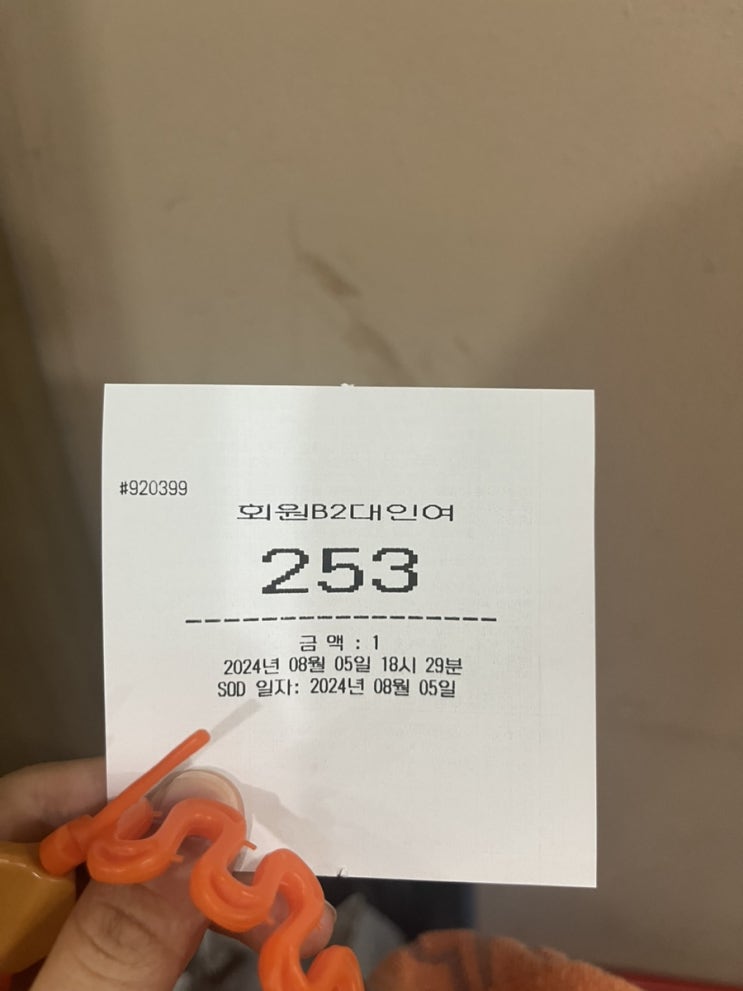 #920399
회원B2대인여
253
-----------------
금 액 : 1
2024년 08월 05일 18시 29분
SOD 일자: 2024년 08월 05일